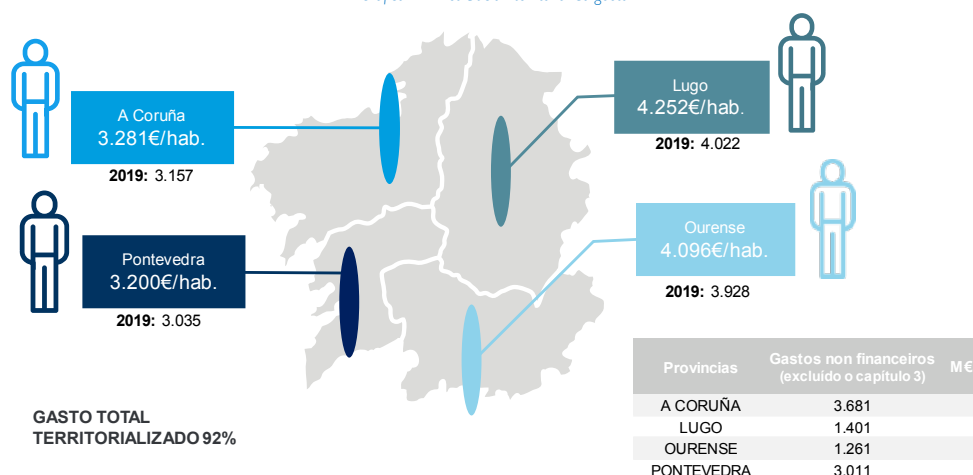 A Coruña
3.281€/hab.
2019: 3.157
Lugo
4.252€/hab.
2019: 4.022
Pontevedra
3.200€/hab.
2019: 3.035
Ourense
4.096€/hab.
2019: 3.928
GASTO TOTAL
TERRITORIALIZADO 92%
Provincias Gastos non financeiros M€
(excluído o capítulo 3)
A CORUÑA 3.681
LUGO 1.401
OURENSE 1.261
PONTEVEDRA 3.011